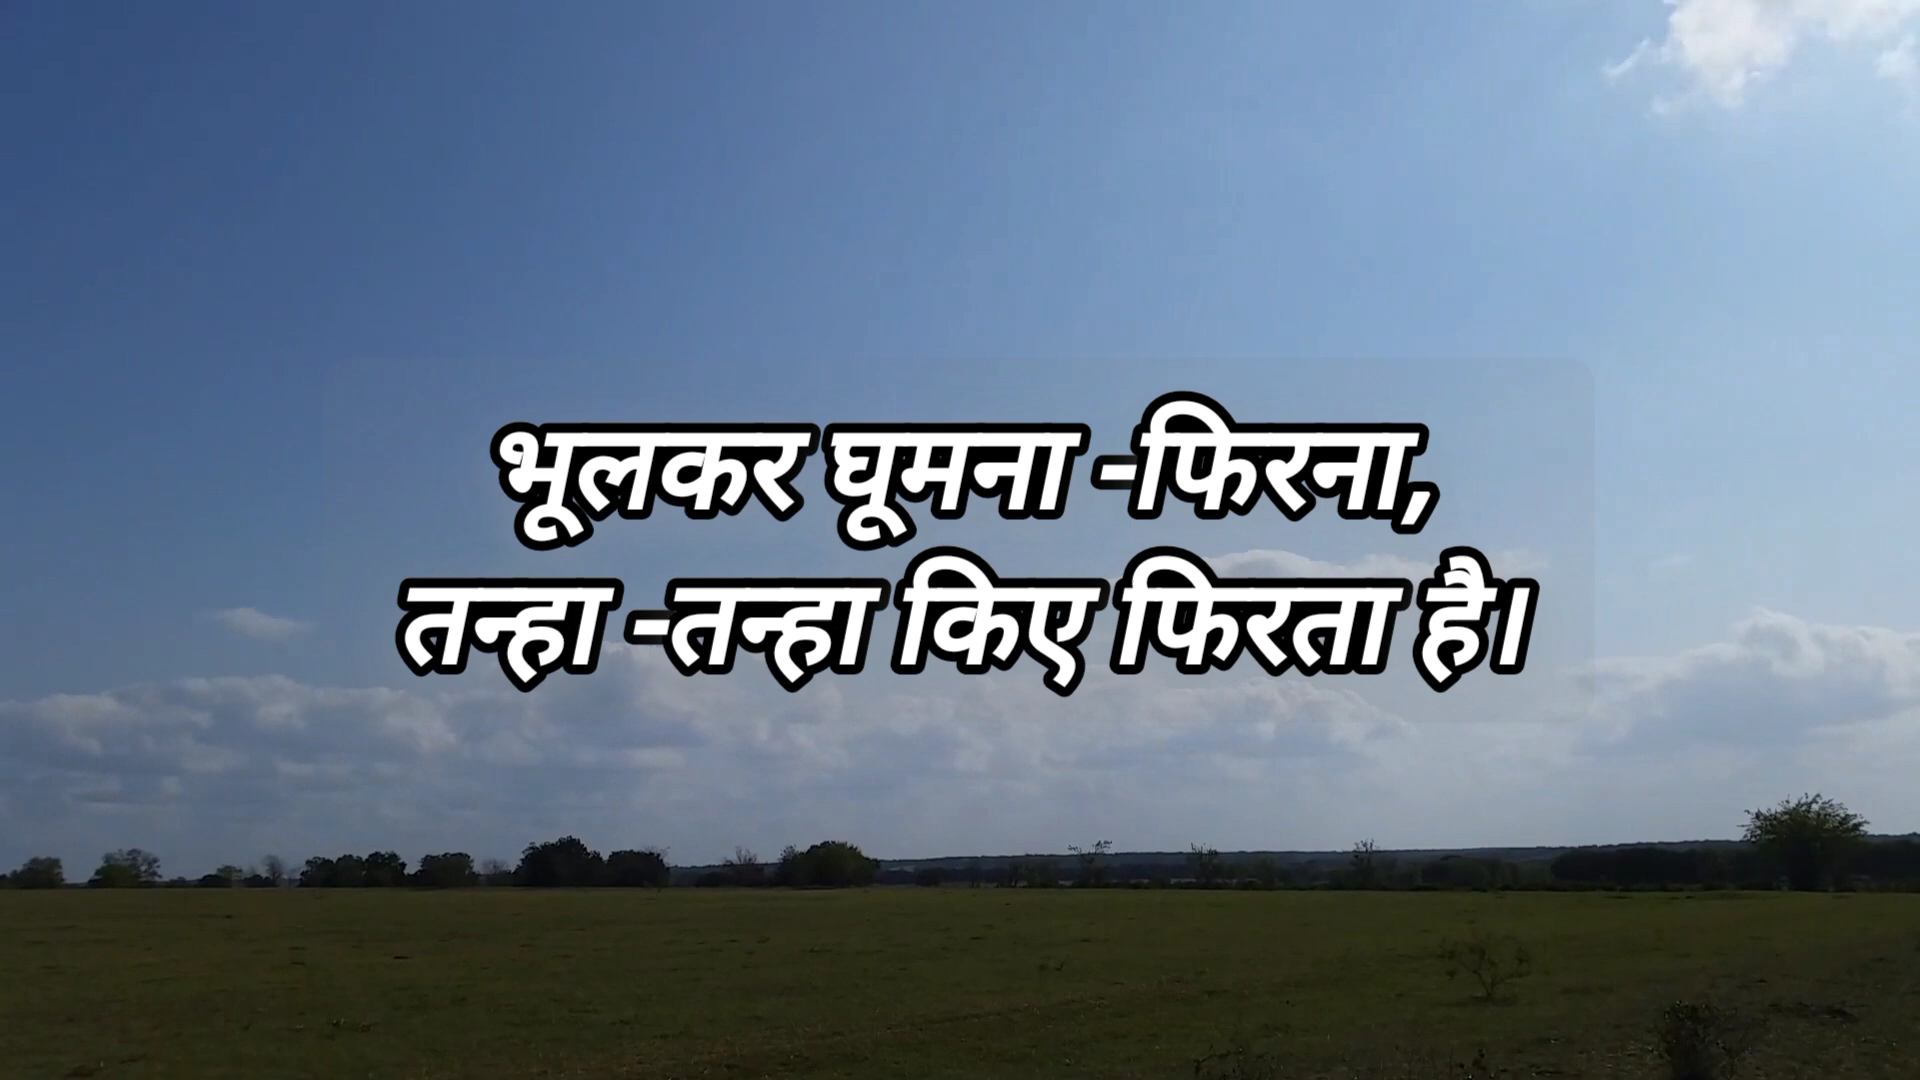 भूलकर घूमना -फिरना,
तन्हा -तन्हा किए फिरता है।